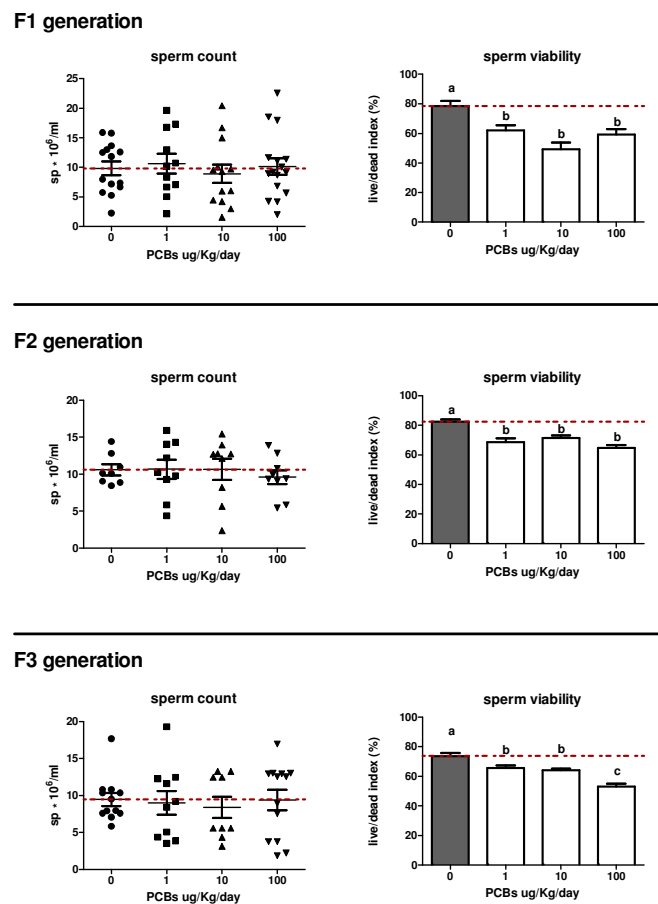 F1 generation
sperm count
sp * 10⁶/ml
25
20
15
10
5
0
0 1 10 100
PCBs ug/Kg/day
sperm viability
live/dead index (%)
100
80
60
40
20
0
a
b
b
b
0 1 10 100
PCBs ug/Kg/day
F2 generation
sperm count
sp * 10⁶/ml
20
15
10
5
0
0 1 10 100
PCBs ug/Kg/day
sperm viability
live/dead index (%)
100
80
60
40
20
0
a
b
b
b
0 1 10 100
PCBs ug/Kg/day
F3 generation
sperm count
sp * 10⁶/ml
20
15
10
5
0
0 1 10 100
PCBs ug/Kg/day
sperm viability
live/dead index (%)
100
80
60
40
20
0
a
b
b
c
0 1 10 100
PCBs ug/Kg/day